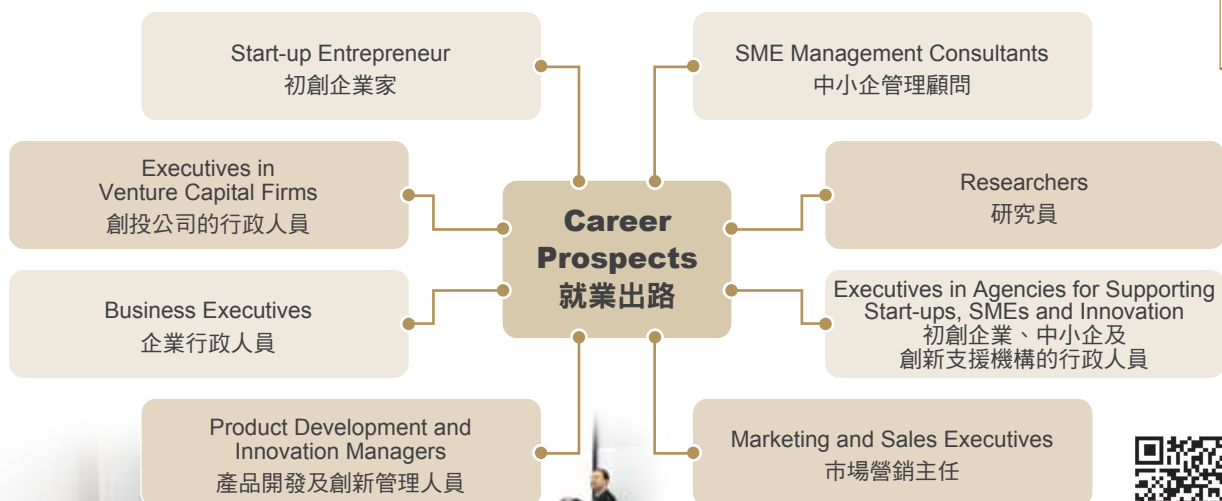 Start-up Entrepreneur
初創企業家
SME Management Consultants
中小企管理顧問
Executives in
Venture Capital Firms
創投公司的行政人員
Career
Prospects
就業出路
Researchers
研究員
Business Executives
企業行政人員
Executives in Agencies for Supporting
Start-ups, SMEs and Innovation
初創企業、中小企及
創新支援機構的行政人員
Product Development and
Innovation Managers
產品開發及創新管理人員
Marketing and Sales Executives
市場營銷主任